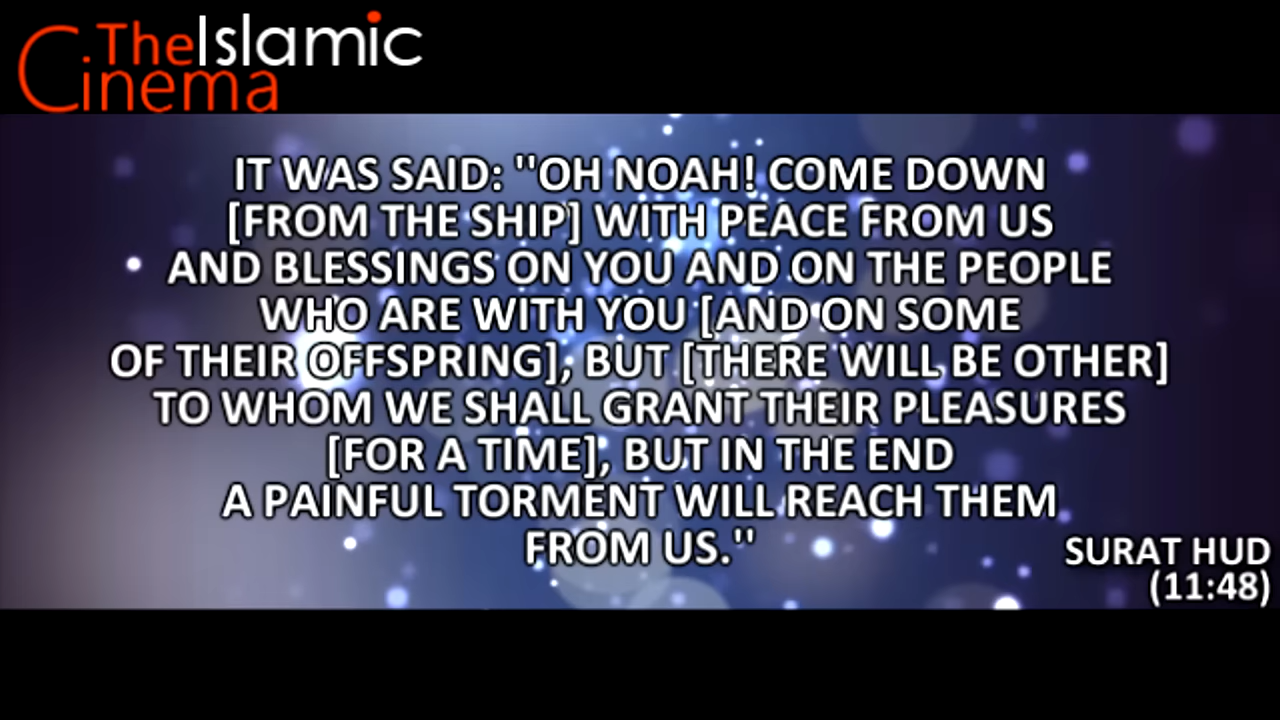 TheIslamic
Cinema
IT WAS SAID: "OH NOAH! COME DOWN
[FROM THE SHIP] WITH PEACE FROM US
AND BLESSINGS ON YOU AND ON THE PEOPLE
WHO ARE WITH YOU [AND ON SOME
OF THEIR OFFSPRING], BUT [THERE WILL BE OTHER]
TO WHOM WE SHALL GRANT THEIR PLEASURES
[FOR A TIME], BUT IN THE END
A PAINFUL TORMENT WILL REACH THEM
FROM US."
SURAT HUD
(11:48)